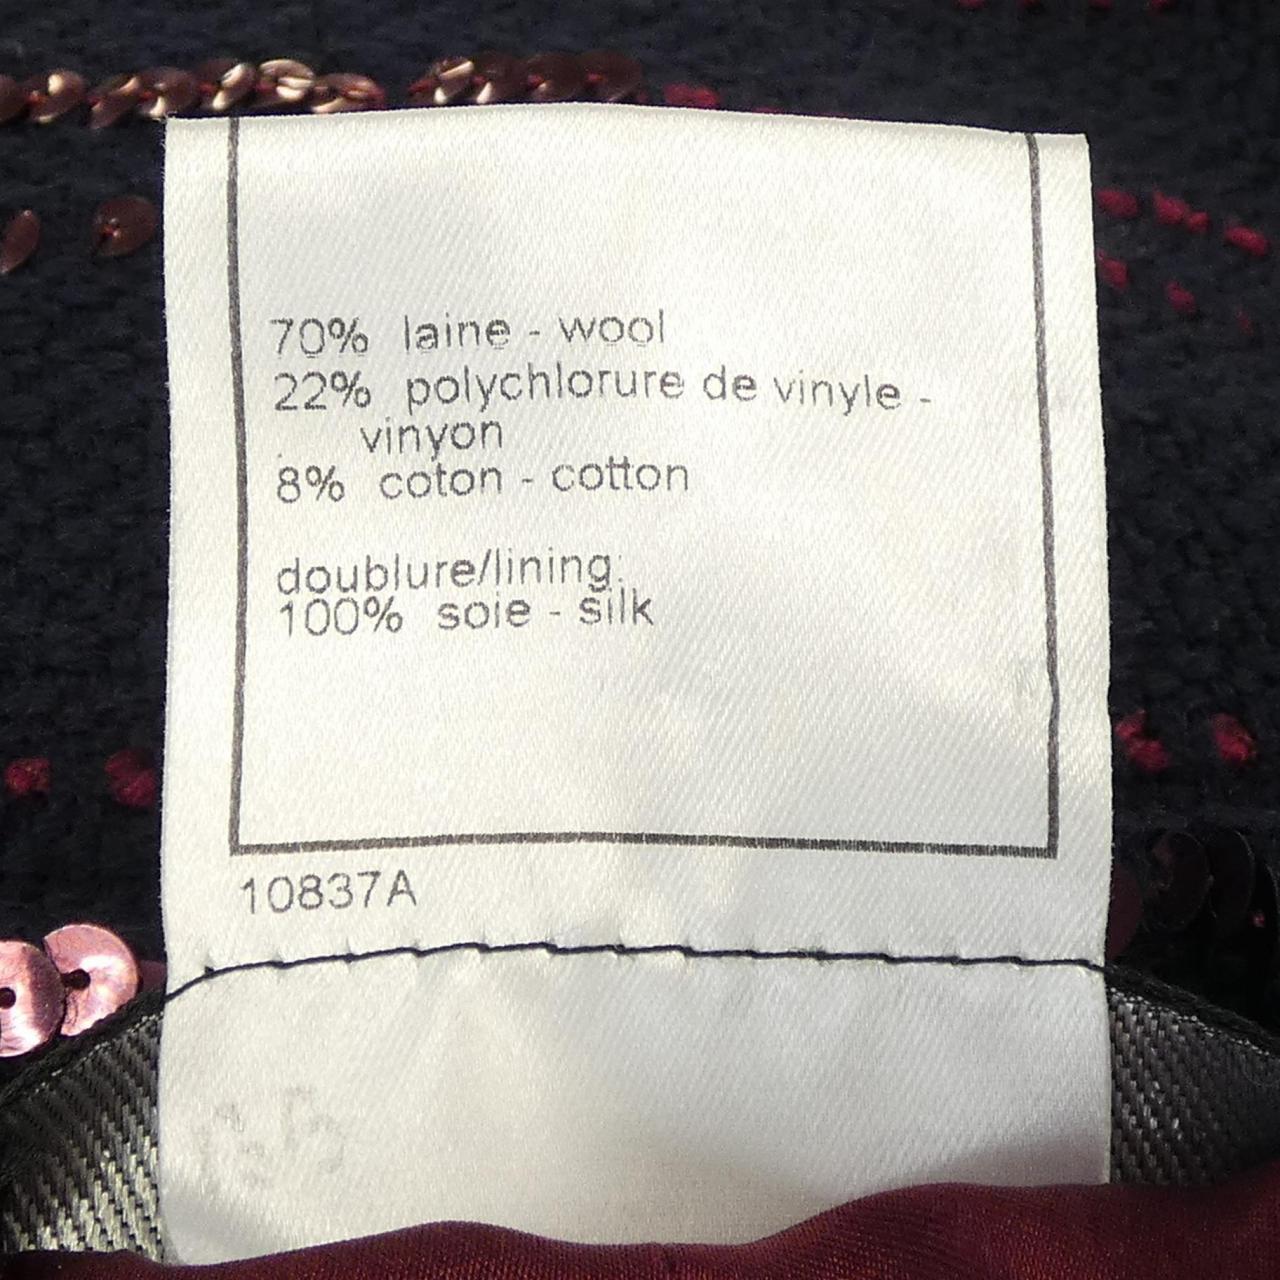 70% laine - wool
22% polychlorure de vinyle -
vinyon
8% coton - cotton
doublure/lining:
100% soie - silk
10837A